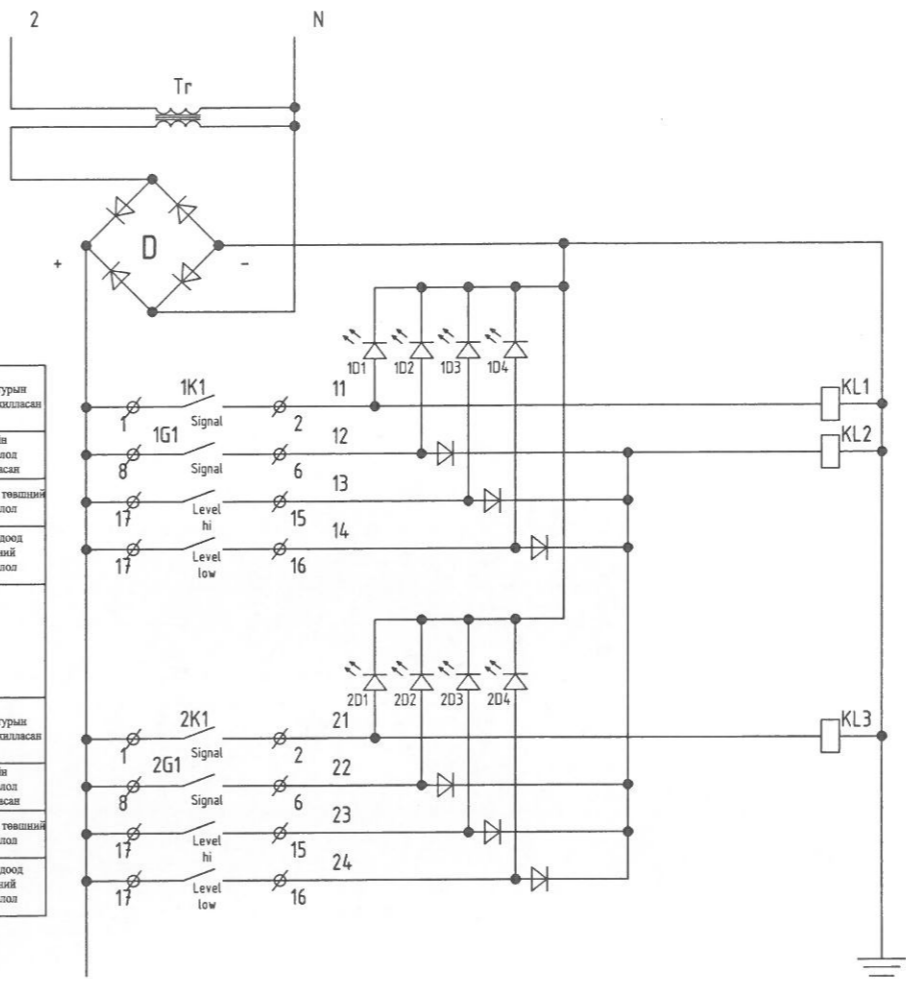 2 N
Tr
D
+ -
1D1 1D2 1D3 1D4
1K1 11 KL1
1 Signal 2
1G1 12 KL2
8 Signal 6
13
17 Level hi 15
14
17 Level low 16
2D1 2D2 2D3 2D4
2K1 21 KL3
1 Signal 2
2G1 22
8 Signal 6
23
17 Level hi 15
24
17 Level low 16
төвшний
төвшний